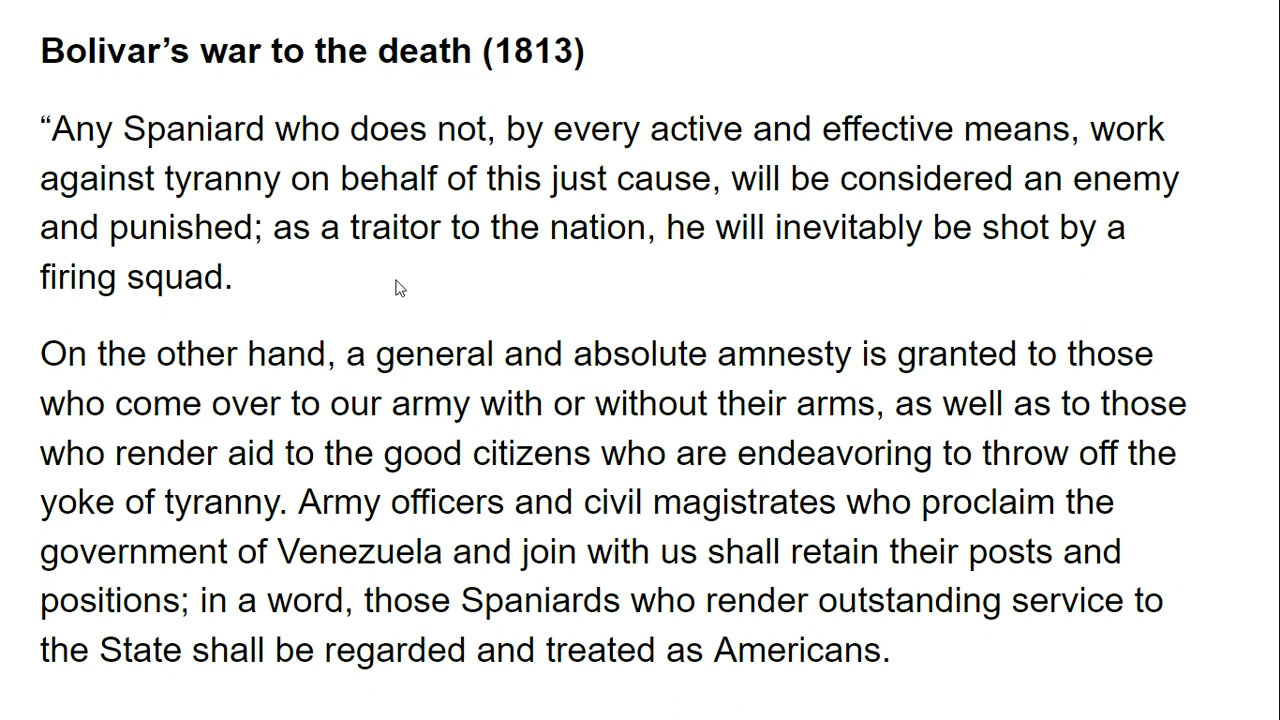 Bolivar’s war to the death (1813)
“Any Spaniard who does not, by every active and effective means, work
against tyranny on behalf of this just cause, will be considered an enemy
and punished; as a traitor to the nation, he will inevitably be shot by a
firing squad.
On the other hand, a general and absolute amnesty is granted to those
who come over to our army with or without their arms, as well as to those
who render aid to the good citizens who are endeavoring to throw off the
yoke of tyranny. Army officers and civil magistrates who proclaim the
government of Venezuela and join with us shall retain their posts and
positions; in a word, those Spaniards who render outstanding service to
the State shall be regarded and treated as Americans.